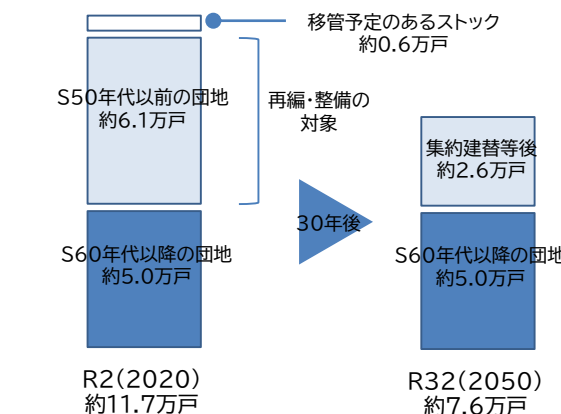 移管予定のあるストック
約0.6万戸
S50年代以前の団地
約6.1万戸
再編・整備の
対象
集約建替等後
約2.6万戸
30年後
S60年代以降の団地
約5.0万戸
S60年代以降の団地
約5.0万戸
R2(2020)
約11.7万戸
R32(2050)
約7.6万戸